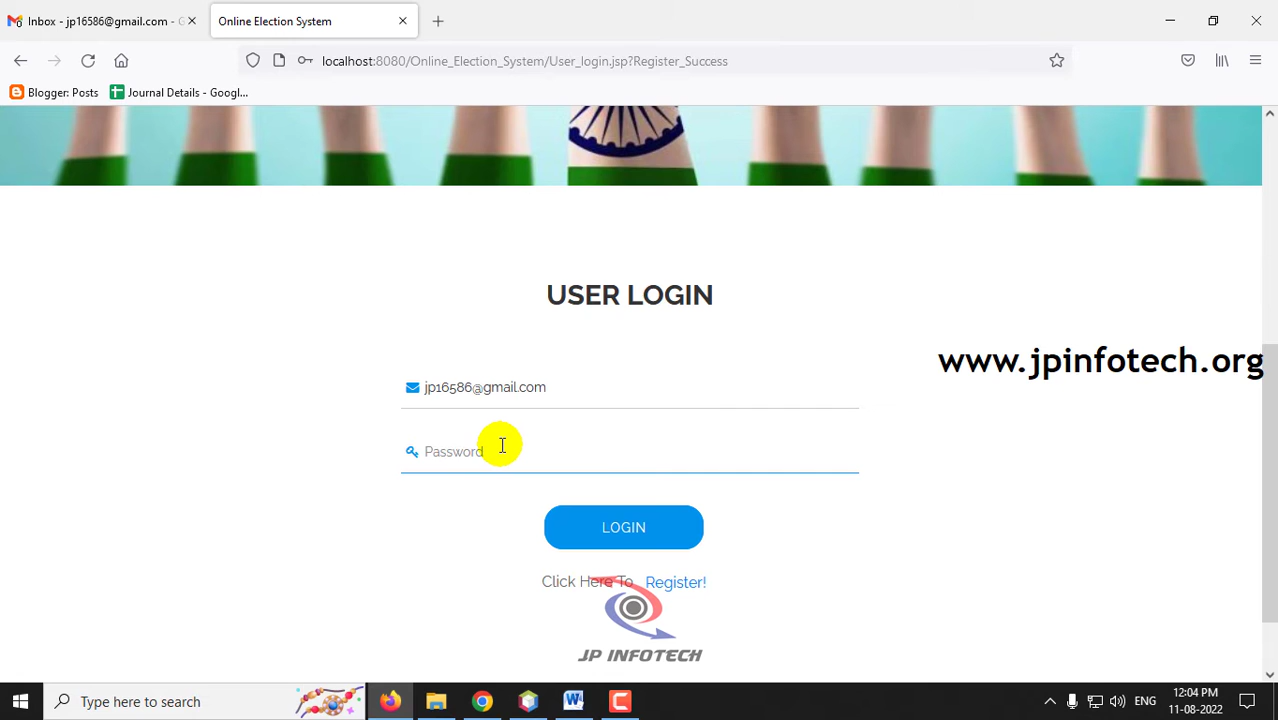 Inbox - jp16586@gmail.com - G
Online Election System
localhost:8080/Online_Election_System/User_login.jsp?Register_Success
Blogger: Posts
Journal Details - Googl...
USER LOGIN
www.jpinfotech.org
jp16586@gmail.com
Password
LOGIN
Click Here To Register!
JP INFOTECH
Type here to search
ENG
12:04 PM
11-08-2022